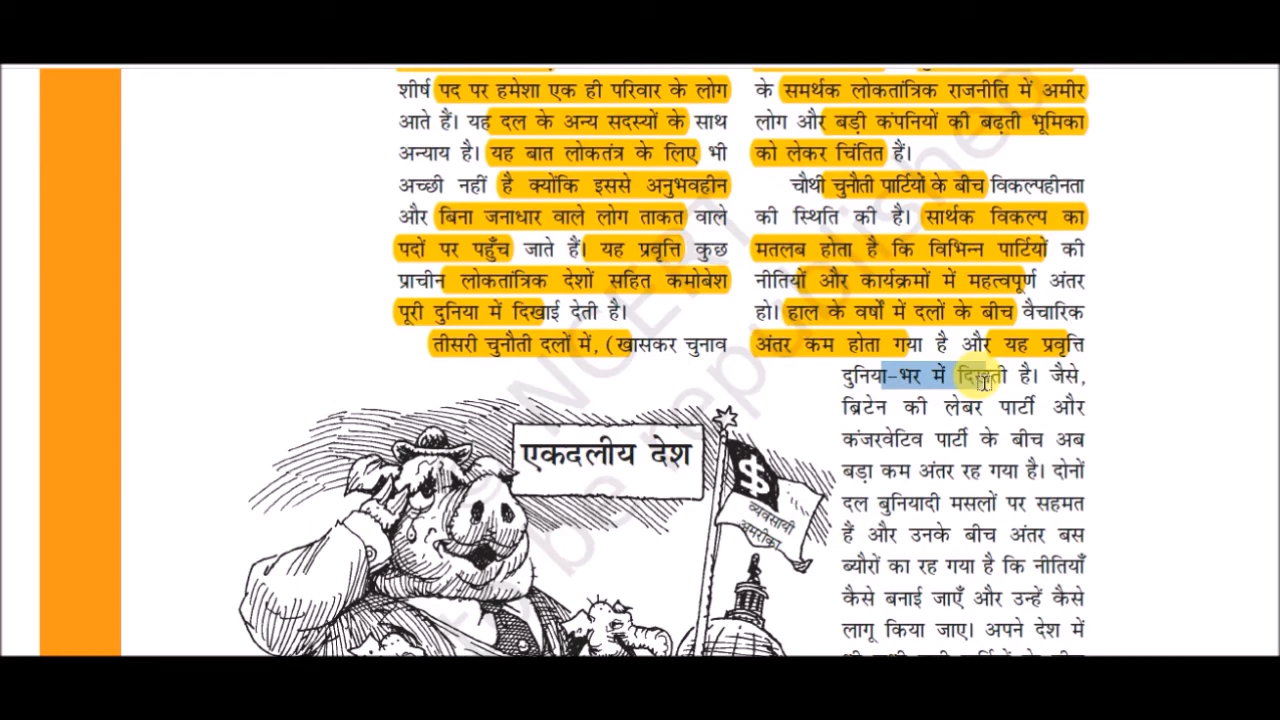 शीर्ष पद पर हमेशा एक ही परिवार के लोग
आते हैं। यह दल के अन्य सदस्यों के साथ
अन्याय है। यह बात लोकतंत्र के लिए भी
अच्छी नहीं है क्योंकि इससे अनुभवहीन
और बिना जनाधार वाले लोग ताकत वाले
पदों पर पहुँच जाते हैं। यह प्रवृत्ति कुछ
प्राचीन लोकतांत्रिक देशों सहित कमोबेश
पूरी दुनिया में दिखाई देती है।
तीसरी चुनौती दलों में, (खासकर चुनाव
के समर्थक लोकतांत्रिक राजनीति में अमीर
लोग और बड़ी कंपनियों की बढ़ती भूमिका
को लेकर चिंतित हैं।
चौथी चुनौती पार्टियों के बीच विकल्पहीनता
की स्थिति की है। सार्थक विकल्प का
मतलब होता है कि विभिन्न पार्टियों की
नीतियों और कार्यक्रमों में महत्वपूर्ण अंतर
हो। हाल के वर्षों में दलों के बीच वैचारिक
अंतर कम होता गया है और यह प्रवृत्ति
दुनिया-भर में दिखती है। जैसे,
ब्रिटेन की लेबर पार्टी और
कंजरवेटिव पार्टी के बीच अब
बड़ा कम अंतर रह गया है। दोनों
दल बुनियादी मसलों पर सहमत
हैं और उनके बीच अंतर बस
ब्यौरों का रह गया है कि नीतियाँ
कैसे बनाई जाएँ और उन्हें कैसे
लागू किया जाए। अपने देश में
एकदलीय देश
$
व्यवसायी
अमरीका
NCERT
be republished